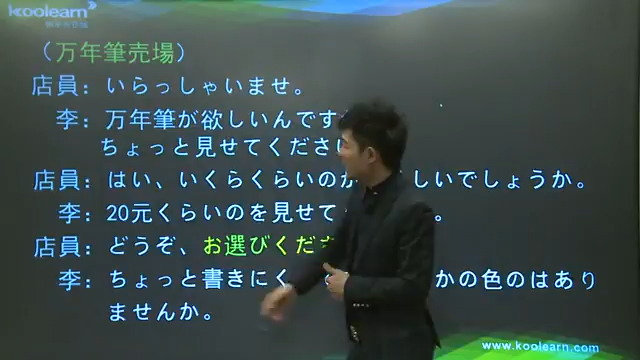 koolearn
(万年筆売場)
店員：いらっしゃいませ。
李：万年筆が欲しいんです
ちょっと見せてくださ
店員：はい、いくらくらいのが しいでしょうか。
李：20元くらいのを見せて 。
店員：どうぞ、お選びくださ
李：ちょっと書きにく かの色のはあり
ませんか。
www.koolearn.com